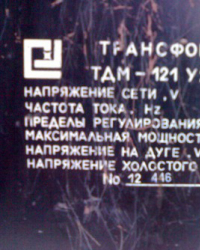 ТРАНСФО
ТДМ – 121 У
НАПРЯЖЕНИЕ СЕТИ , V
ЧАСТОТА ТОКА, Hz
ПРЕДЕЛЫ РЕГУЛИРОВАНИЯ
МАКСИМАЛЬНАЯ МОЩНОСТ
НАПРЯЖЕНИЕ НА ДУГЕ , V
НАПРЯЖЕНИЕ ХОЛОСТОГО
No 12 446